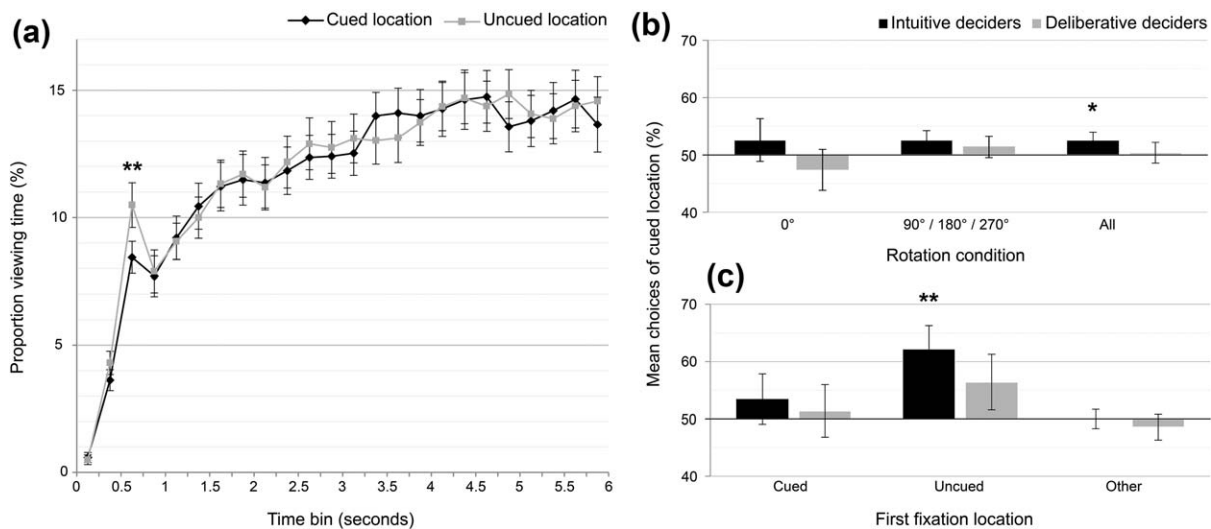 (a)
Cued location Uncued location
Proportion viewing time (%)
15
10
5
0
**
0 0.5 1 1.5 2 2.5 3 3.5 4 4.5 5 5.5 6
Time bin (seconds)
(b)
Intuitive deciders Deliberative deciders
Mean choices of cued location (%)
70
60
50
40
*
0° 90° / 180° / 270° All
Rotation condition
(c)
70
60
50
40
**
Cued Uncued Other
First fixation location